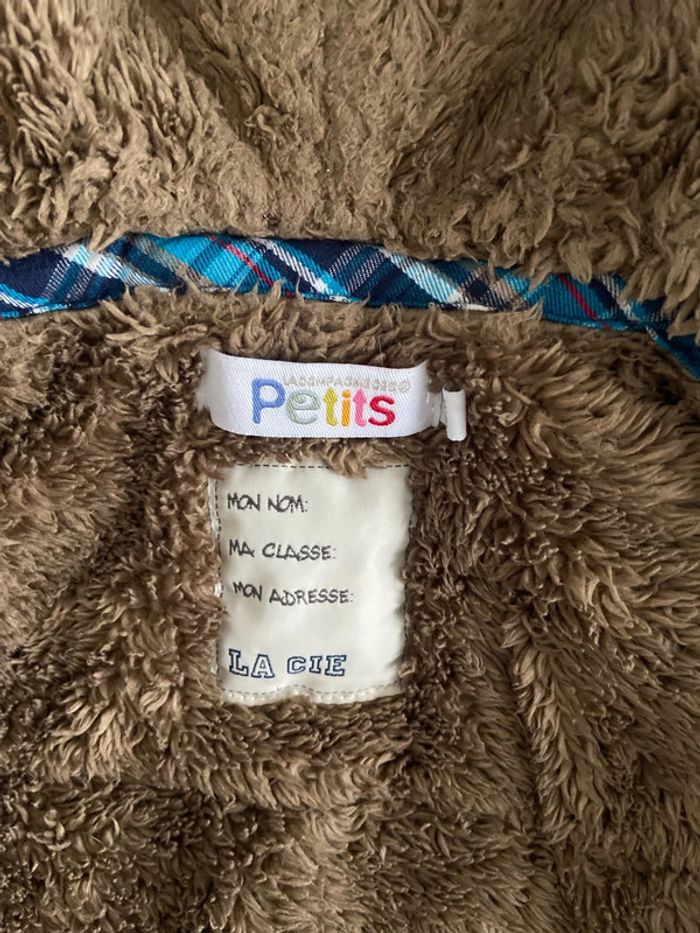 LACOMPAGNIEDES®
Petits
MON NOM:
MA CLASSE:
MON ADRESSE:
LA CIE